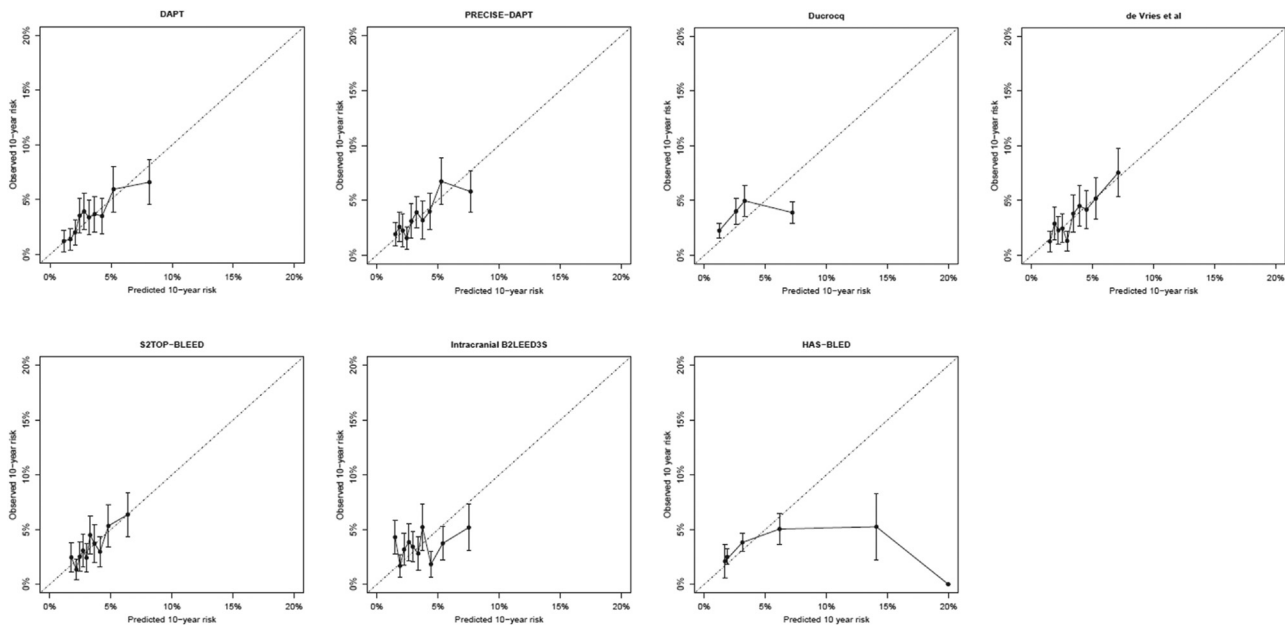 DAPT
Observed 10-year risk
20%
15%
10%
5%
0%
0% 5% 10% 15% 20%
Predicted 10-year risk
PRECISE-DAPT
Observed 10-year risk
20%
15%
10%
5%
0%
0% 5% 10% 15% 20%
Predicted 10-year risk
Ducrocq
Observed 10-year risk
20%
15%
10%
5%
0%
0% 5% 10% 15% 20%
Predicted 10-year risk
de Vries et al
Observed 10-year risk
20%
15%
10%
5%
0%
0% 5% 10% 15% 20%
Predicted 10-year risk
S2TOP-BLEED
Observed 10-year risk
20%
15%
10%
5%
0%
0% 5% 10% 15% 20%
Predicted 10-year risk
Intracranial B2LEED3S
Observed 10-year risk
20%
15%
10%
5%
0%
0% 5% 10% 15% 20%
Predicted 10-year risk
HAS-BLED
Observed 10 year risk
20%
15%
10%
5%
0%
0% 5% 10% 15% 20%
Predicted 10 year risk